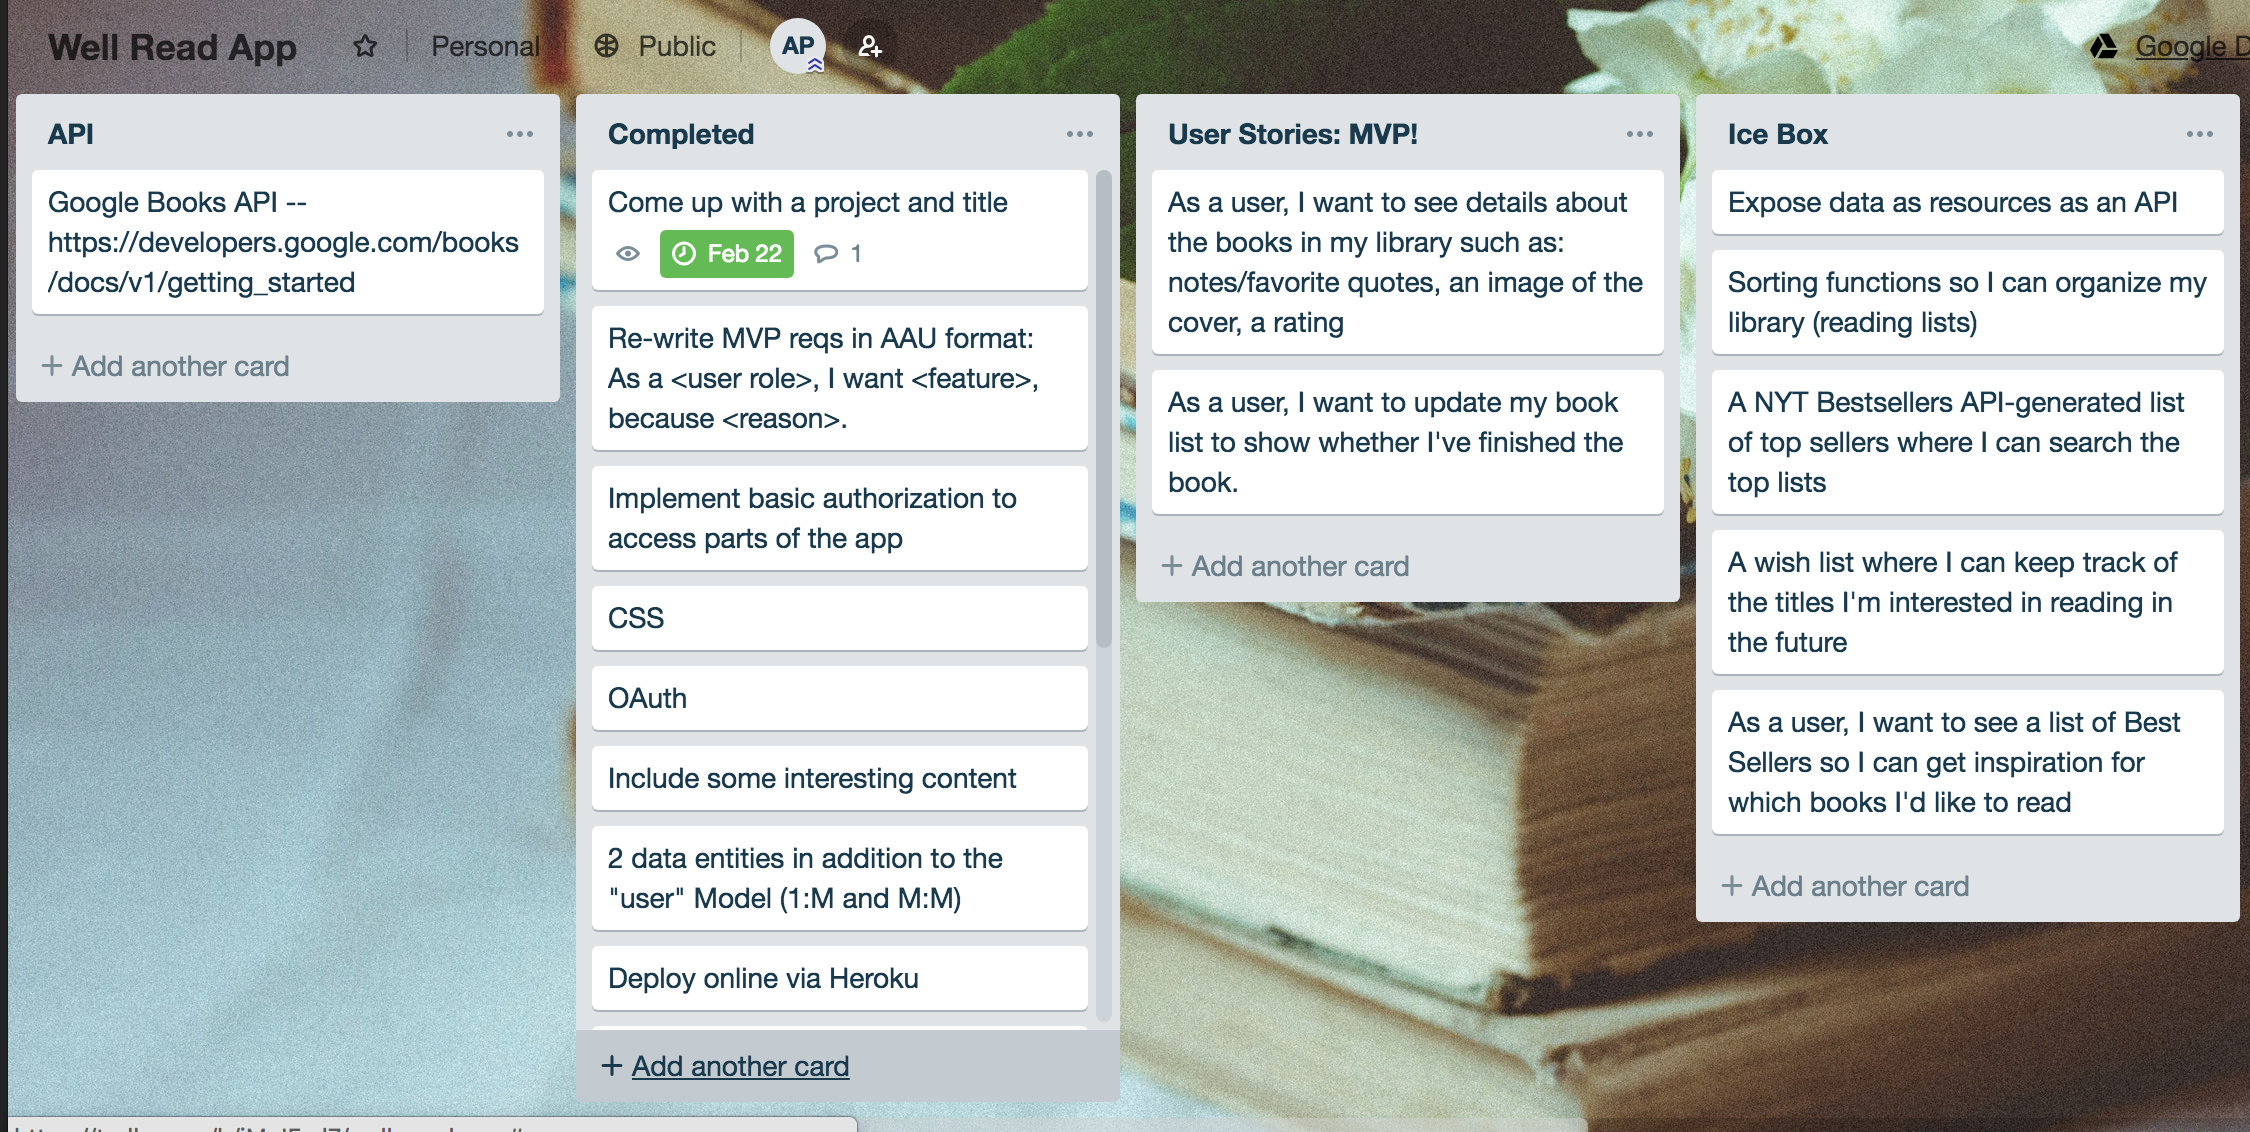 Well Read App
Personal
Public
AP
Google D
API
Google Books API --
https://developers.google.com/books
/docs/v1/getting_started
+ Add another card
Completed
Come up with a project and title
Feb 22
1
Re-write MVP reqs in AAU format:
As a <user role>, I want <feature>,
because <reason>.
Implement basic authorization to
access parts of the app
CSS
OAuth
Include some interesting content
2 data entities in addition to the
"user" Model (1:M and M:M)
Deploy online via Heroku
+ Add another card
User Stories: MVP!
As a user, I want to see details about
the books in my library such as:
notes/favorite quotes, an image of the
cover, a rating
As a user, I want to update my book
list to show whether I've finished the
book.
+ Add another card
Ice Box
Expose data as resources as an API
Sorting functions so I can organize my
library (reading lists)
A NYT Bestsellers API-generated list
of top sellers where I can search the
top lists
A wish list where I can keep track of
the titles I'm interested in reading in
the future
As a user, I want to see a list of Best
Sellers so I can get inspiration for
which books I'd like to read
+ Add another card